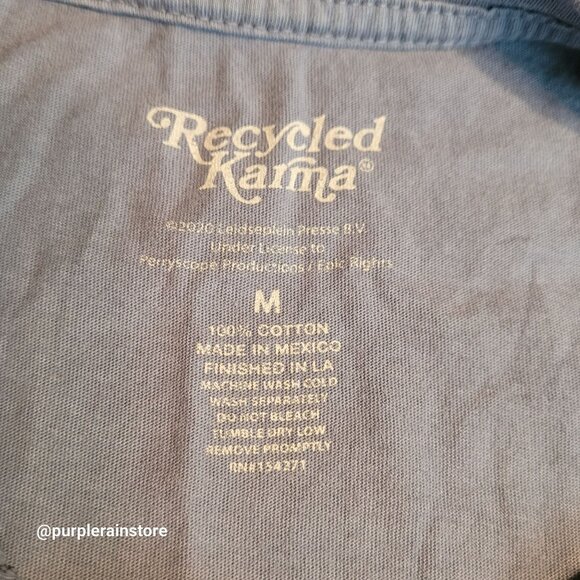 Recycled
Karma®
©2020 Leidseplein Presse B.V.
Under License to
Perryscope Productions / Epic Rights
M
100% COTTON
MADE IN MEXICO
FINISHED IN LA
MACHINE WASH COLD
WASH SEPARATELY
DO NOT BLEACH
TUMBLE DRY LOW
REMOVE PROMPTLY
RN#154271
@purplerainstore